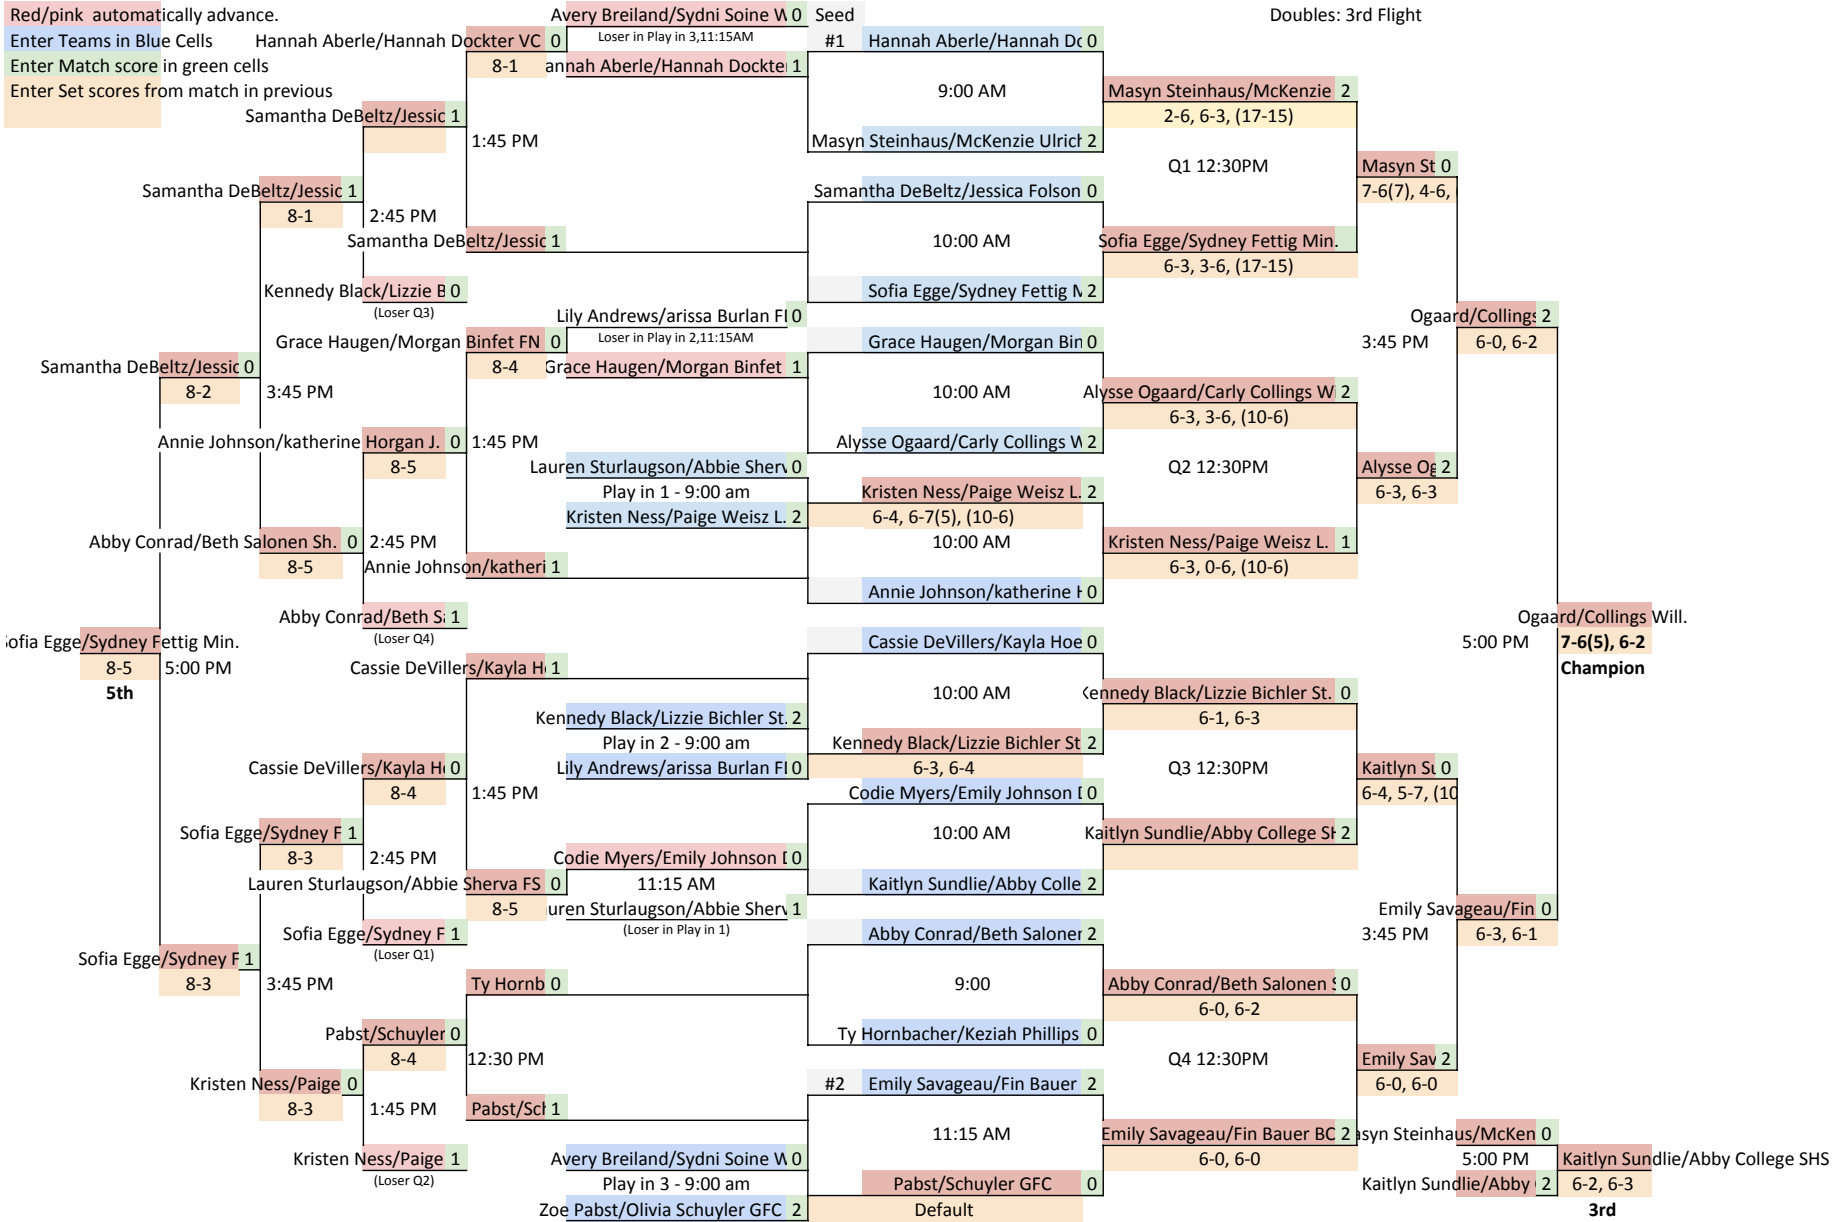 Red/pink  automatically advance.
Avery Breiland/Sydni Soine W 0
Seed
Doubles: 3rd Flight
Enter Teams in Blue Cells
Hannah Aberle/Hannah Dockter VC 0
Loser in Play in 3,11:15AM
#1
Hannah Aberle/Hannah Do 0
Enter Match score in green cells
8-1
annah Aberle/Hannah Dockter 1
Enter Set scores from match in previous
9:00 AM
Masyn Steinhaus/McKenzie 2
Samantha DeBeltz/Jessic 1
2-6, 6-3, (17-15)
1:45 PM
Masyn Steinhaus/McKenzie Ulrich 2
Q1 12:30PM
Masyn St 0
Samantha DeBeltz/Jessic 1
Samantha DeBeltz/Jessica Folson 0
7-6(7), 4-6,
8-1
2:45 PM
Samantha DeBeltz/Jessic 1
10:00 AM
Sofia Egge/Sydney Fettig Min.
6-3, 3-6, (17-15)
Kennedy Black/Lizzie B 0
Sofia Egge/Sydney Fettig M 2
(Loser Q3)
Lily Andrews/arissa Burlan Fl 0
Ogaard/Collings 2
Grace Haugen/Morgan Binfet FN 0
Loser in Play in 2,11:15AM
Grace Haugen/Morgan Bin 0
3:45 PM
6-0, 6-2
Samantha DeBeltz/Jessic 0
8-4
Grace Haugen/Morgan Binfet 1
8-2
3:45 PM
10:00 AM
Alysse Ogaard/Carly Collings Wi 2
6-3, 3-6, (10-6)
Annie Johnson/katherine Horgan J. 0
1:45 PM
Alysse Ogaard/Carly Collings W 2
8-5
Lauren Sturlaugson/Abbie Sherv 0
Q2 12:30PM
Alysse Og 2
Play in 1 - 9:00 am
Kristen Ness/Paige Weisz L. 2
6-3, 6-3
Kristen Ness/Paige Weisz L. 2
6-4, 6-7(5), (10-6)
Abby Conrad/Beth Salonen Sh. 0
2:45 PM
10:00 AM
Kristen Ness/Paige Weisz L. 1
8-5
Annie Johnson/katheri 1
6-3, 0-6, (10-6)
Annie Johnson/katherine H 0
Abby Conrad/Beth Sa 1
Ogaard/Collings Will.
(Loser Q4)
Sofia Egge/Sydney Fettig Min.
Cassie DeVillers/Kayla Hoe 0
5:00 PM
7-6(5), 6-2
8-5
5:00 PM
Cassie DeVillers/Kayla H 1
Champion
5th
10:00 AM
Kennedy Black/Lizzie Bichler St. 0
Kennedy Black/Lizzie Bichler St. 2
6-1, 6-3
Play in 2 - 9:00 am
Kennedy Black/Lizzie Bichler St 2
Cassie DeVillers/Kayla H 0
Lily Andrews/arissa Burlan Fl 0
6-3, 6-4
Q3 12:30PM
Kaitlyn Su 0
8-4
1:45 PM
Codie Myers/Emily Johnson D 0
6-4, 5-7, (10
Sofia Egge/Sydney F 1
10:00 AM
Kaitlyn Sundlie/Abby College SH 2
8-3
2:45 PM
Codie Myers/Emily Johnson D 0
Lauren Sturlaugson/Abbie Sherva FS 0
11:15 AM
Kaitlyn Sundlie/Abby Colle 2
8-5
uren Sturlaugson/Abbie Sherv 1
Emily Savageau/Fin 0
Sofia Egge/Sydney F 1
(Loser in Play in 1)
Abby Conrad/Beth Saloner 2
3:45 PM
6-3, 6-1
(Loser Q1)
Sofia Egge/Sydney F 1
8-3
3:45 PM
Ty Hornb 0
9:00
Abby Conrad/Beth Salonen S 0
6-0, 6-2
Pabst/Schuyler 0
Ty Hornbacher/Keziah Phillips 0
8-4
12:30 PM
Q4 12:30PM
Emily Sav 2
Kristen Ness/Paige 0
#2
Emily Savageau/Fin Bauer 2
6-0, 6-0
8-3
1:45 PM
Pabst/Sch 1
11:15 AM
Emily Savageau/Fin Bauer BC 2
asyn Steinhaus/McKen 0
Kristen Ness/Paige 1
Avery Breiland/Sydni Soine W 0
6-0, 6-0
5:00 PM
Kaitlyn Sundlie/Abby College SHS
(Loser Q2)
Play in 3 - 9:00 am
Pabst/Schuyler GFC 0
Kaitlyn Sundlie/Abby 2
6-2, 6-3
Zoe Pabst/Olivia Schuyler GFC 2
Default
3rd